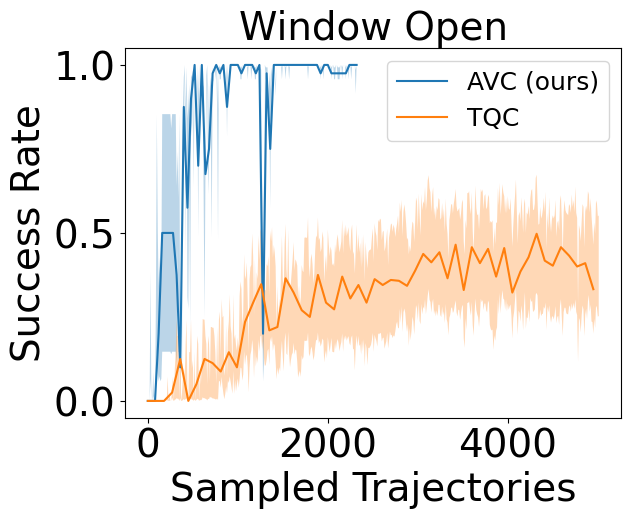 Window Open
1.0
0.5
0.0
Success Rate
AVC (ours)
TQC
0 2000 4000
Sampled Trajectories